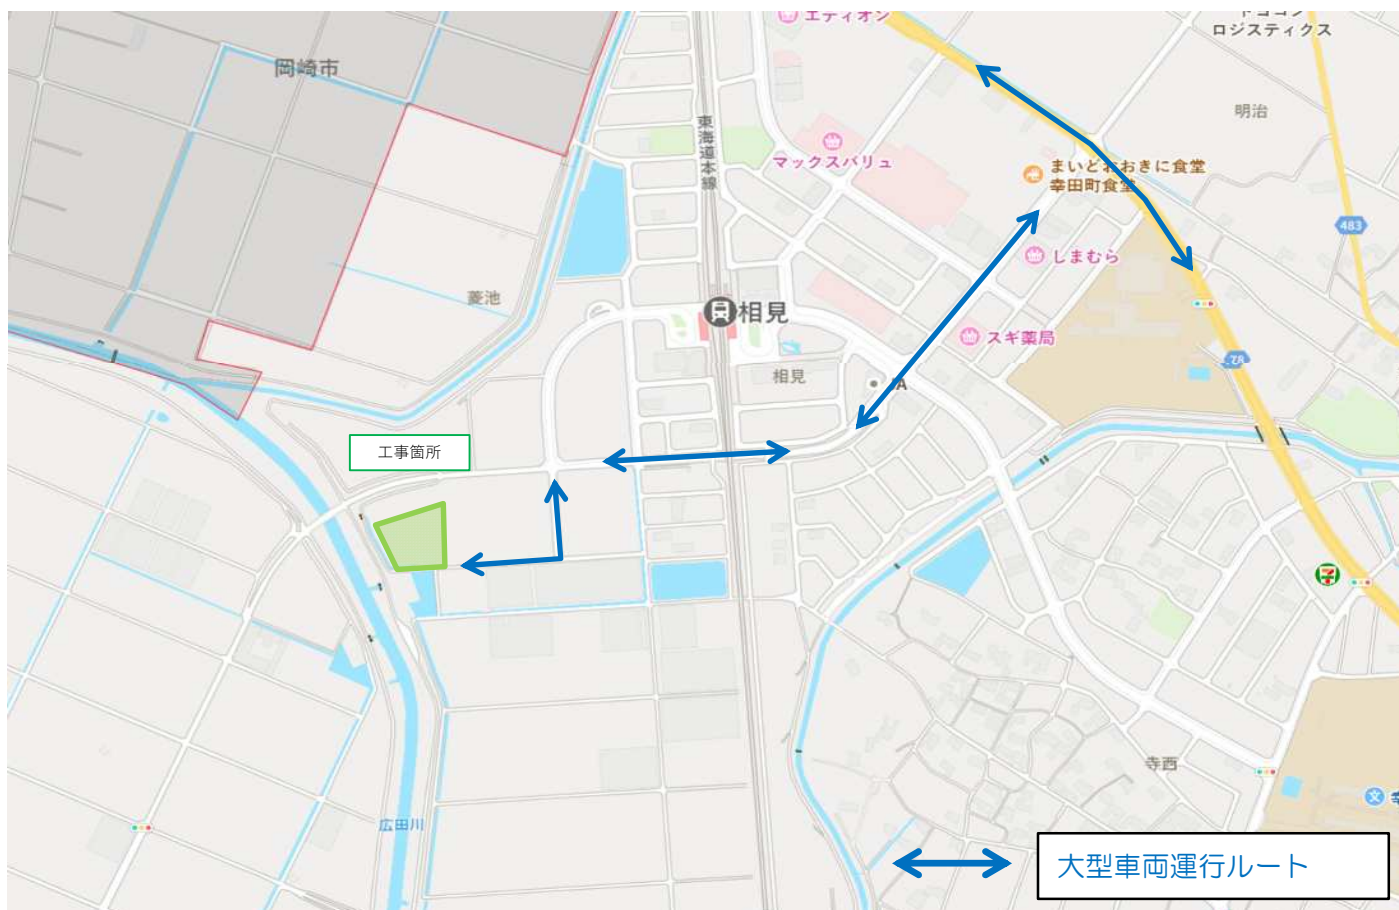 エディオン
ロジスティクス
岡崎市
明治
東海道本線
マックスバリュ
まいどおおきに食堂
幸田町食堂
483
しまむら
菱池
相見
スギ薬局
78
相見
JA
工事箇所
寺西
広田川
文
大型車両運行ルート